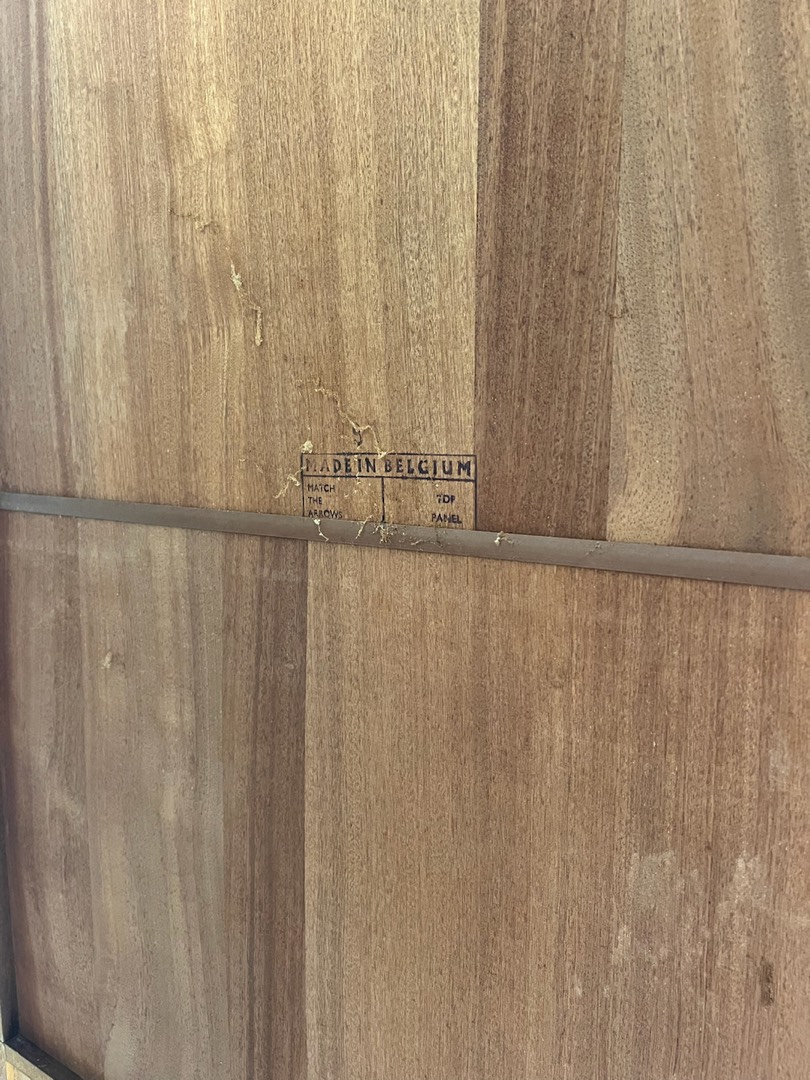 MADE IN BELGIUM
MATCH
THE
ARROWS
TOP
PANEL